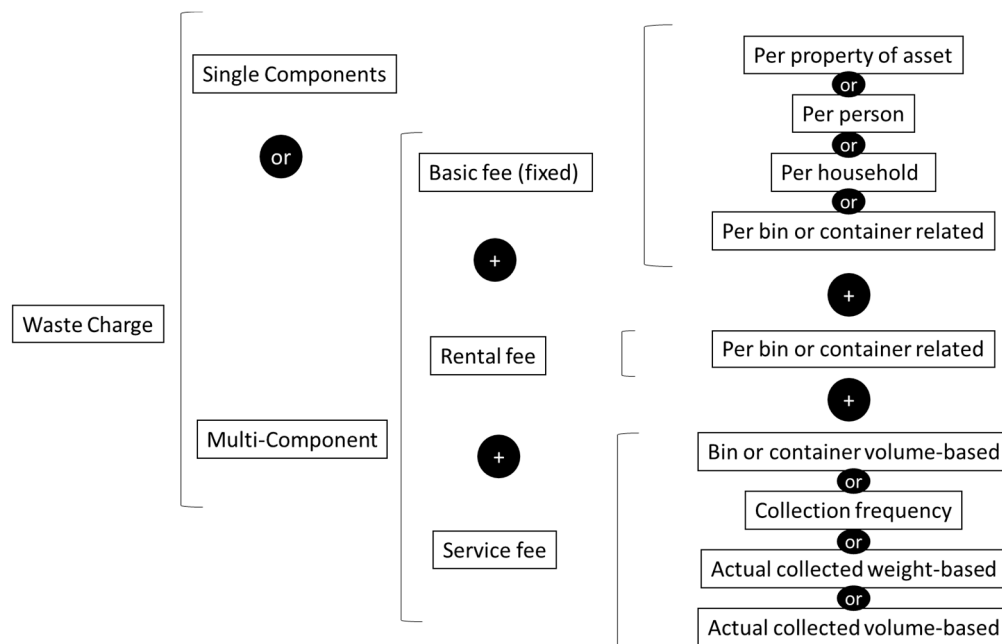 Waste Charge
Single Components
or
Multi-Component
Basic fee (fixed)
+
Rental fee
+
Service fee
Per property of asset
or
Per person
or
Per household
or
Per bin or container related
+
Per bin or container related
+
Bin or container volume-based
or
Collection frequency
or
Actual collected weight-based
or
Actual collected volume-based